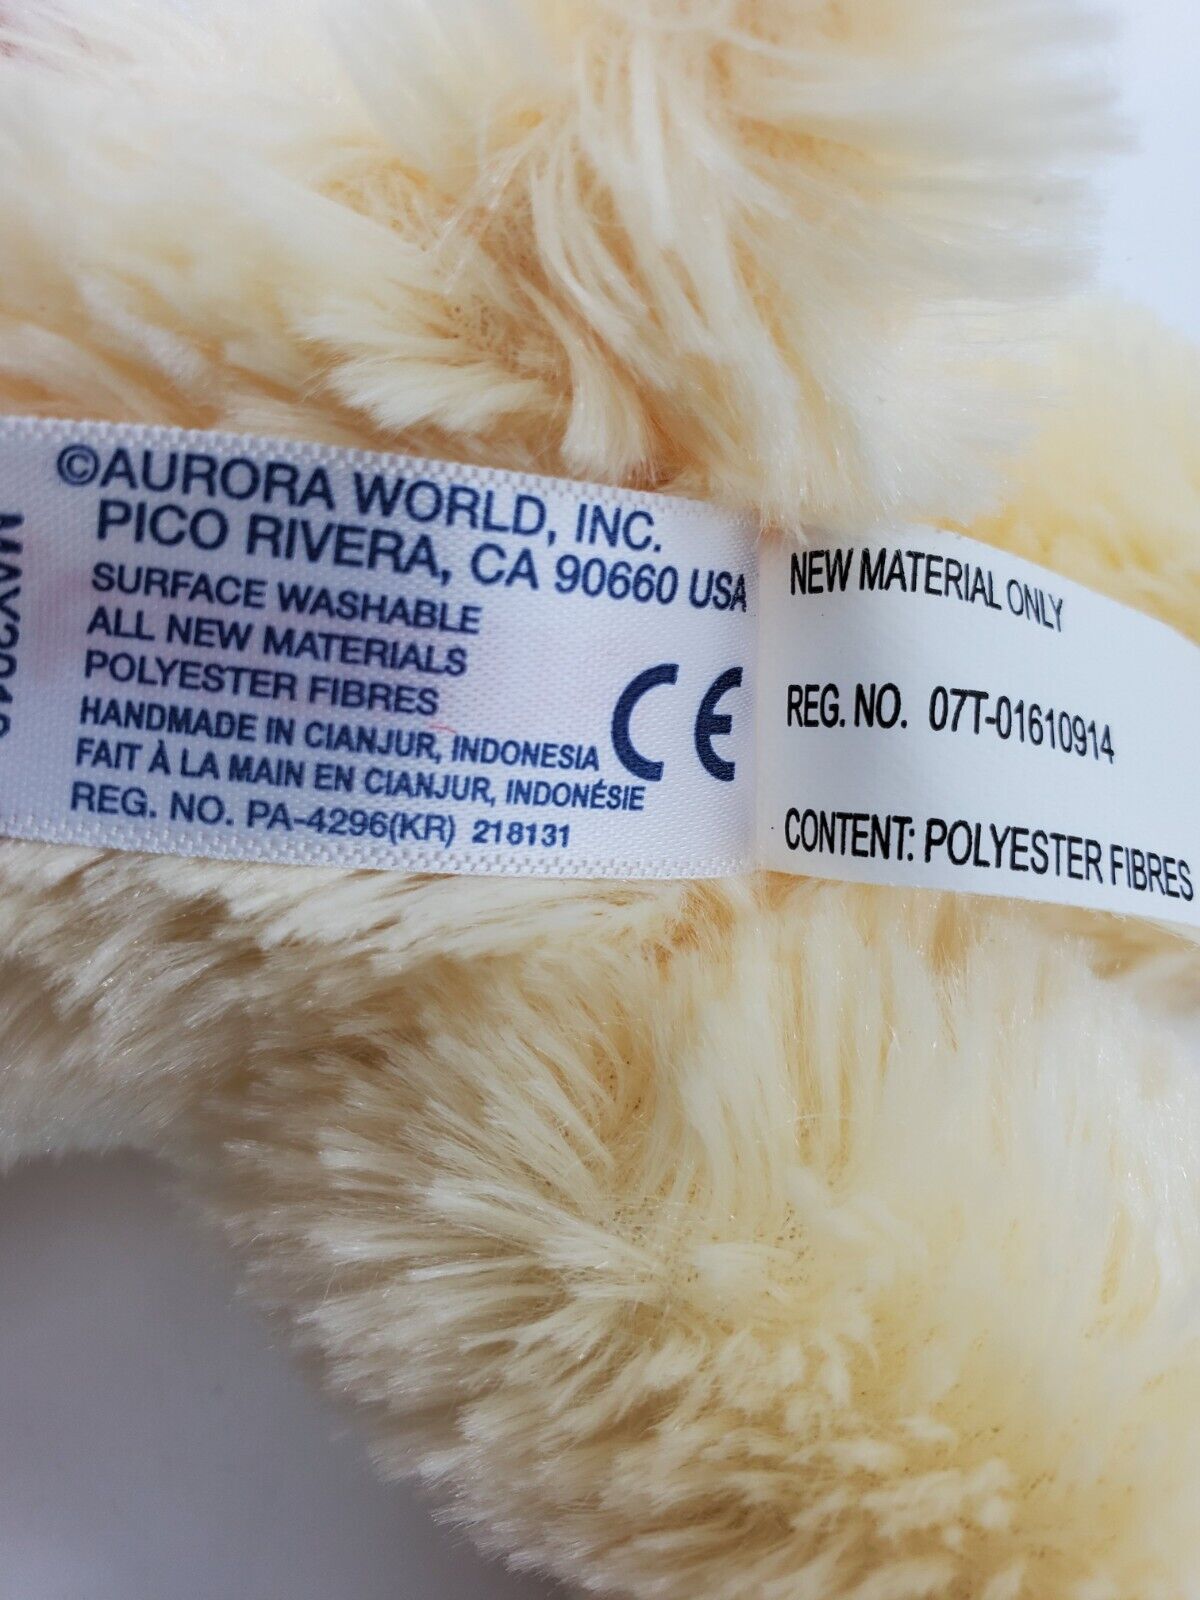 ©AURORA WORLD, INC.
PICO RIVERA, CA 90660 USA
SURFACE WASHABLE
ALL NEW MATERIALS
POLYESTER FIBRES
HANDMADE IN CIANJUR, INDONESIA
FAIT À LA MAIN EN CIANJUR, INDONÉSIE
REG. NO. PA-4296(KR) 218131
CE
NEW MATERIAL ONLY
REG. NO. 07T-01610914
CONTENT: POLYESTER FIBRES